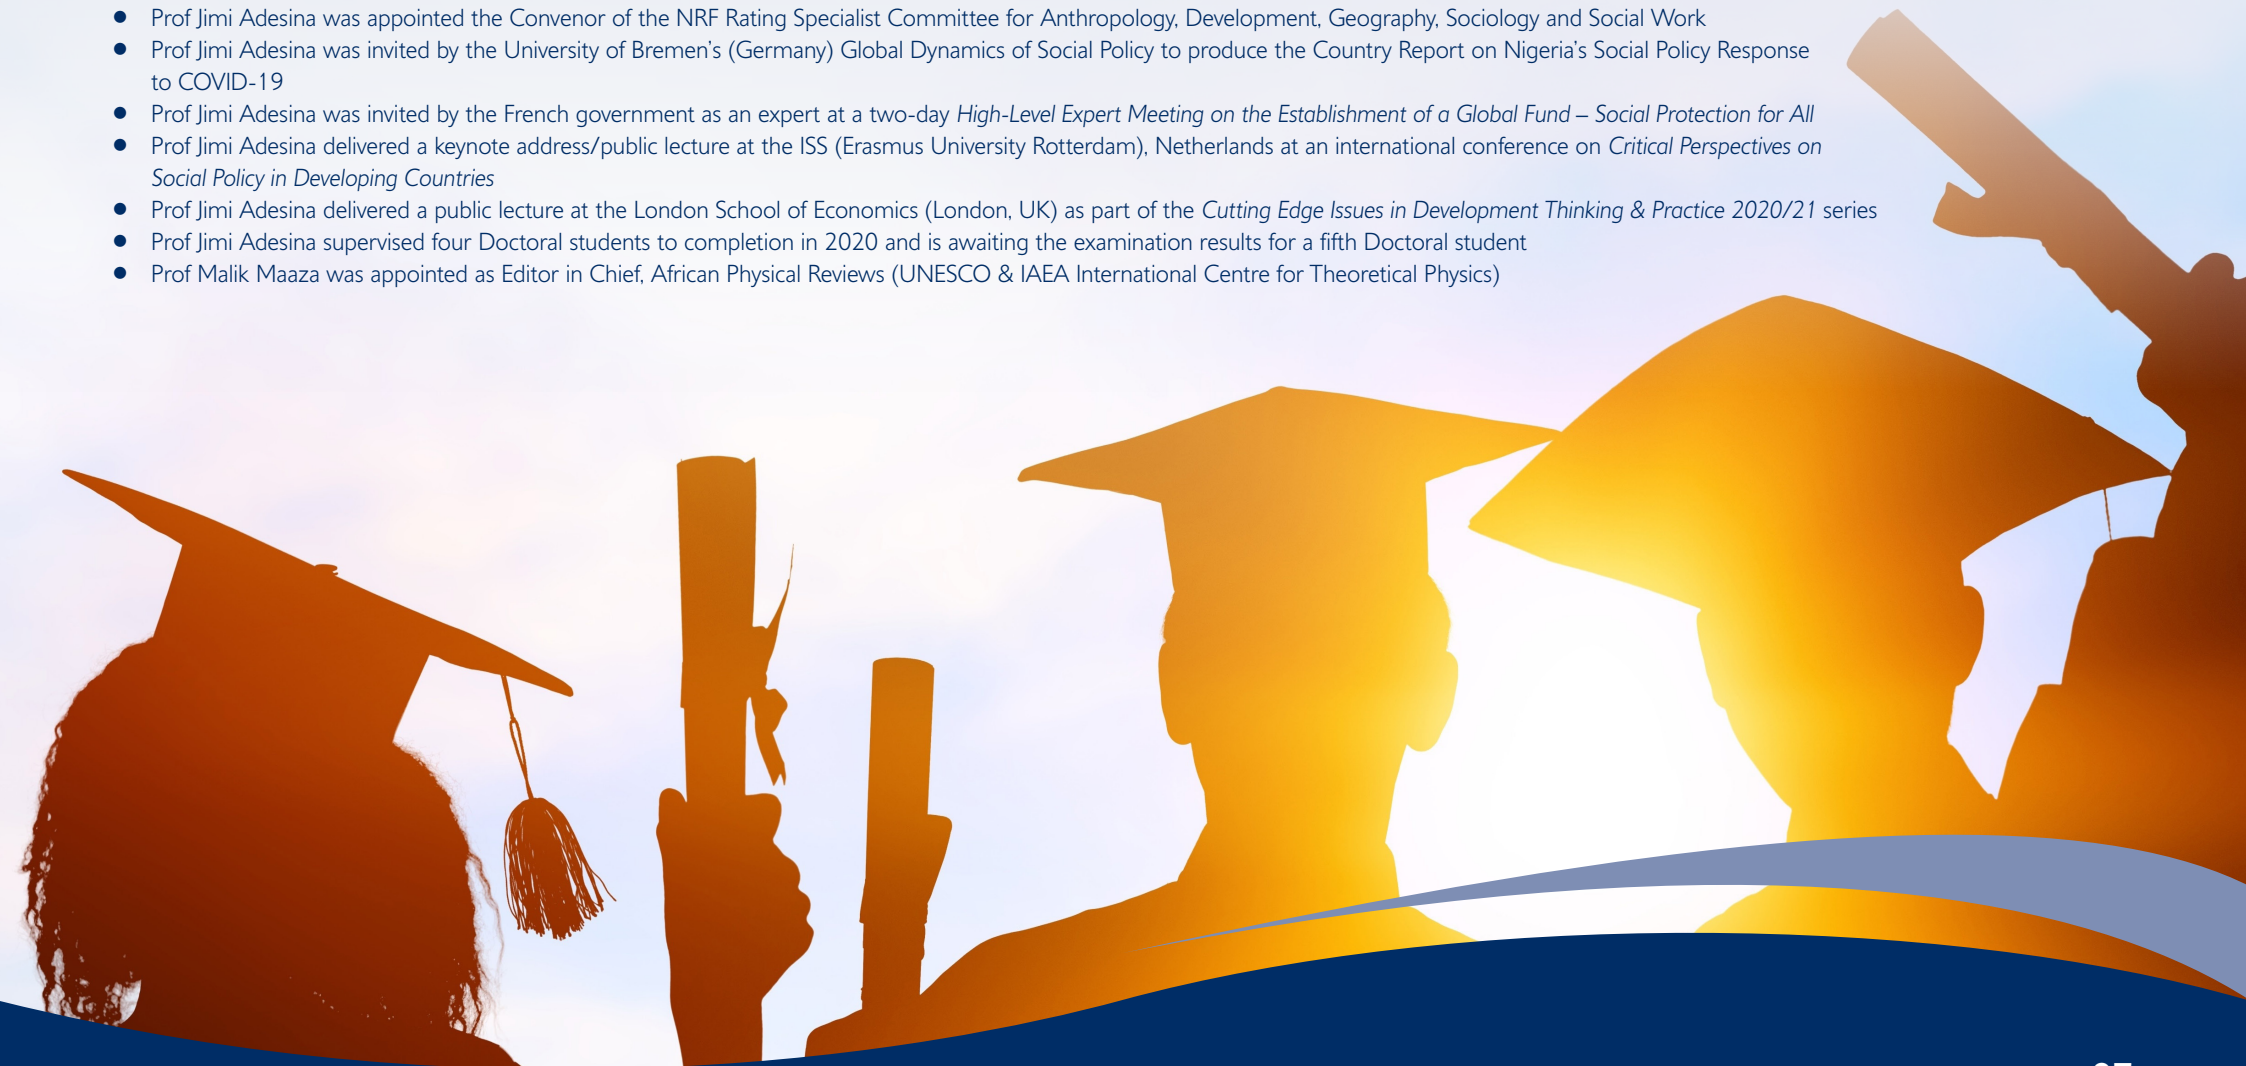 ● Prof Jimi Adesina was appointed the Convenor of the NRF Rating Specialist Committee for Anthropology, Development, Geography, Sociology and Social Work
● Prof Jimi Adesina was invited by the University of Bremen’s (Germany) Global Dynamics of Social Policy to produce the Country Report on Nigeria’s Social Policy Response
to COVID-19
● Prof Jimi Adesina was invited by the French government as an expert at a two-day High-Level Expert Meeting on the Establishment of a Global Fund – Social Protection for All
● Prof Jimi Adesina delivered a keynote address/public lecture at the ISS (Erasmus University Rotterdam), Netherlands at an international conference on Critical Perspectives on
Social Policy in Developing Countries
● Prof Jimi Adesina delivered a public lecture at the London School of Economics (London, UK) as part of the Cutting Edge Issues in Development Thinking & Practice 2020/21 series
● Prof Jimi Adesina supervised four Doctoral students to completion in 2020 and is awaiting the examination results for a fifth Doctoral student
● Prof Malik Maaza was appointed as Editor in Chief, African Physical Reviews (UNESCO & IAEA International Centre for Theoretical Physics)